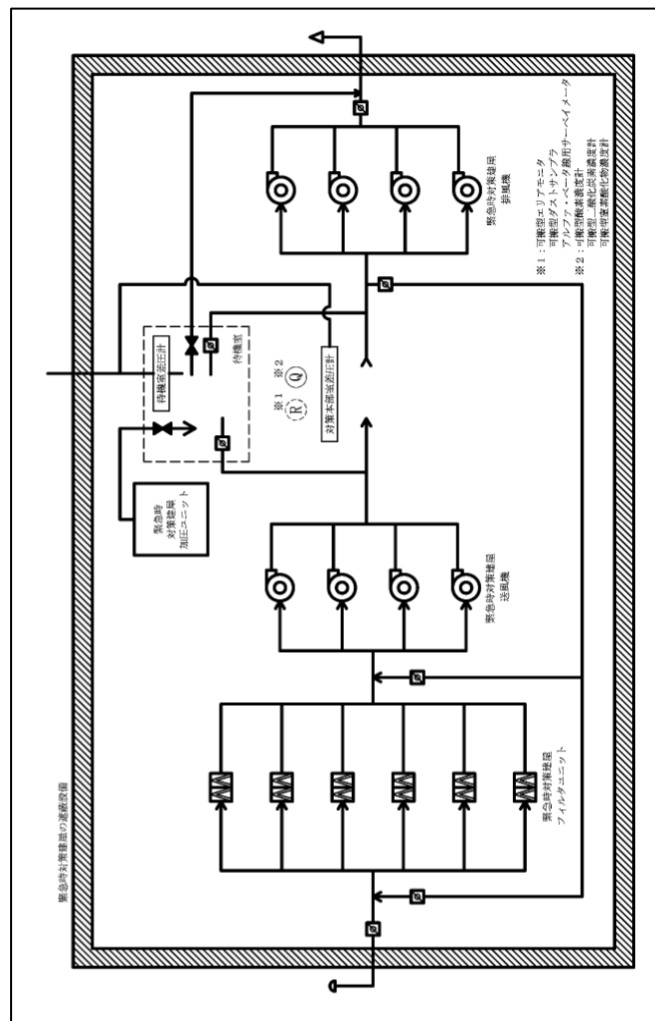 緊急時対策建屋の遮蔽設備
緊急時対策建屋
フィルタユニット
緊急時対策建屋
送風機
緊急時
対策建屋
加圧ユニット
待機室差圧計
待機室
※1
※2
R
Q
対策本部室差圧計
緊急時対策建屋
排風機
※1：可搬型エリアモニタ
可搬型ダストサンプラ
アルファ・ベータ線用サーベイメータ
※2：可搬型酸素濃度計
可搬型二酸化炭素濃度計
可搬型窒素酸化物濃度計